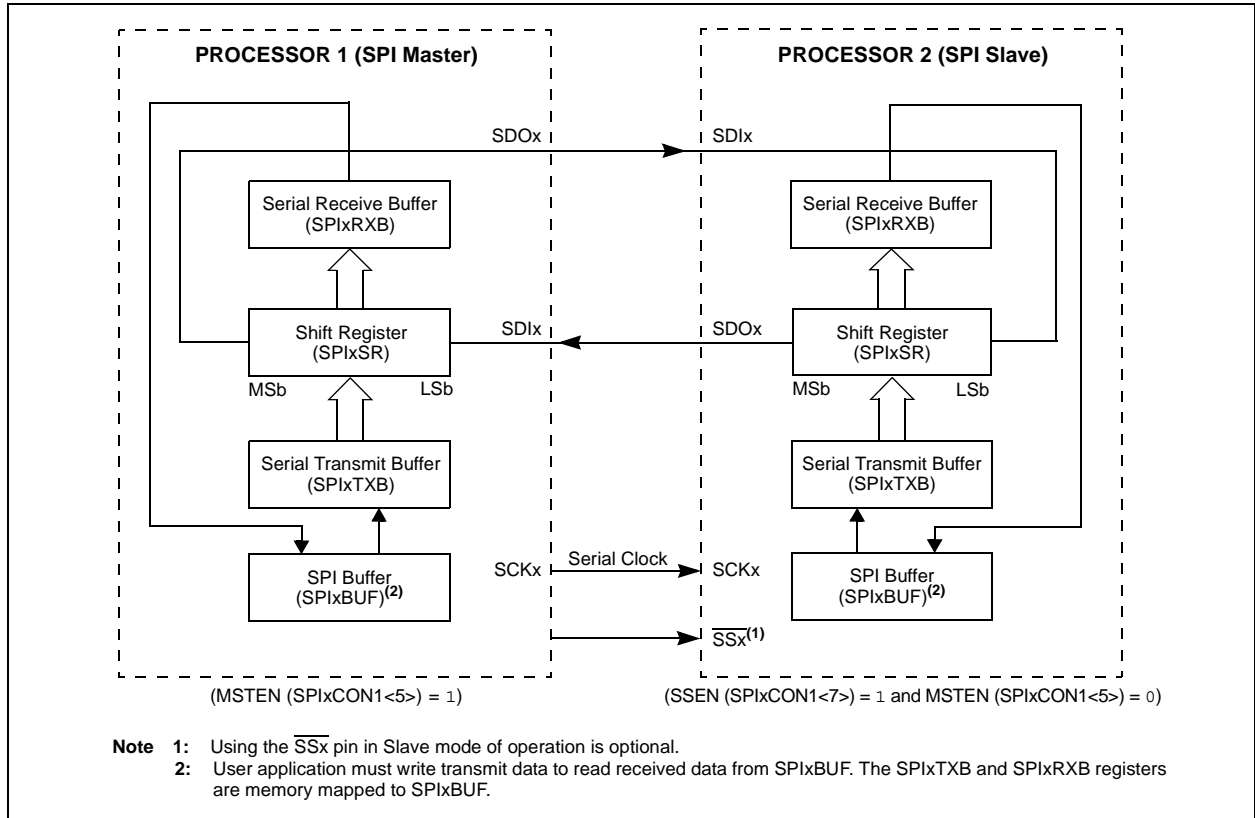 PROCESSOR 1 (SPI Master)
PROCESSOR 2 (SPI Slave)
SDOx
SDIx
Serial Receive Buffer
(SPIxRXB)
Serial Receive Buffer
(SPIxRXB)
Shift Register
(SPIxSR)
SDIx
SDOx
Shift Register
(SPIxSR)
MSb
LSb
MSb
LSb
Serial Transmit Buffer
(SPIxTXB)
Serial Transmit Buffer
(SPIxTXB)
SPI Buffer
(SPIxBUF)(2)
SCKx
Serial Clock
SCKx
SPI Buffer
(SPIxBUF)(2)
SSx(1)
(MSTEN (SPIxCON1<5>) = 1)
(SSEN (SPIxCON1<7>) = 1 and MSTEN (SPIxCON1<5>) = 0)
Note 1: Using the SSx pin in Slave mode of operation is optional.
2: User application must write transmit data to read received data from SPIxBUF. The SPIxTXB and SPIxRXB registers
are memory mapped to SPIxBUF.